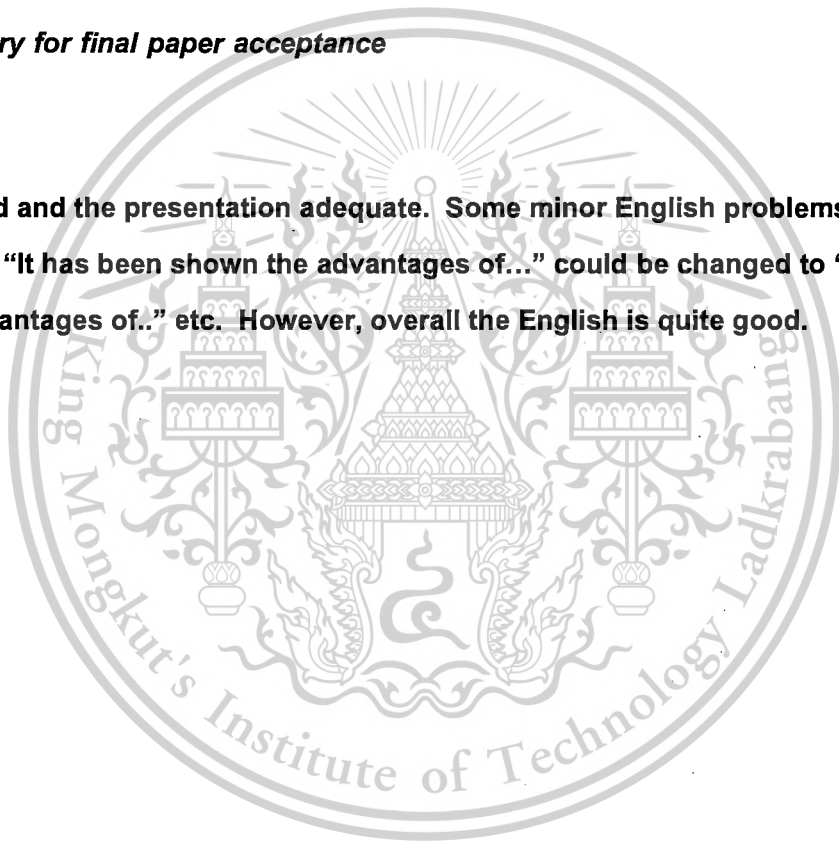 ry for final paper acceptance
d and the presentation adequate.  Some minor English problems
“It has been shown the advantages of...” could be changed to “
antages of..” etc.  However, overall the English is quite good.
King Mongkut's Institute of Technology Ladkrabang